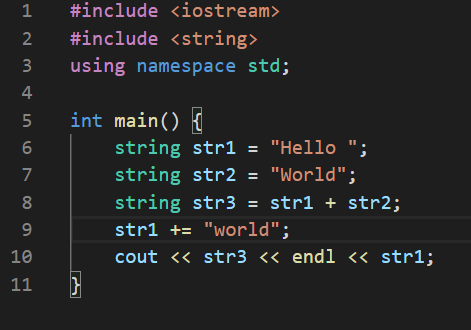 1 #include <iostream>
2 #include <string>
3 using namespace std;
4
5 int main() {
6     string str1 = "Hello ";
7     string str2 = "World";
8     string str3 = str1 + str2;
9     str1 += "world";
10     cout << str3 << endl << str1;
11 }